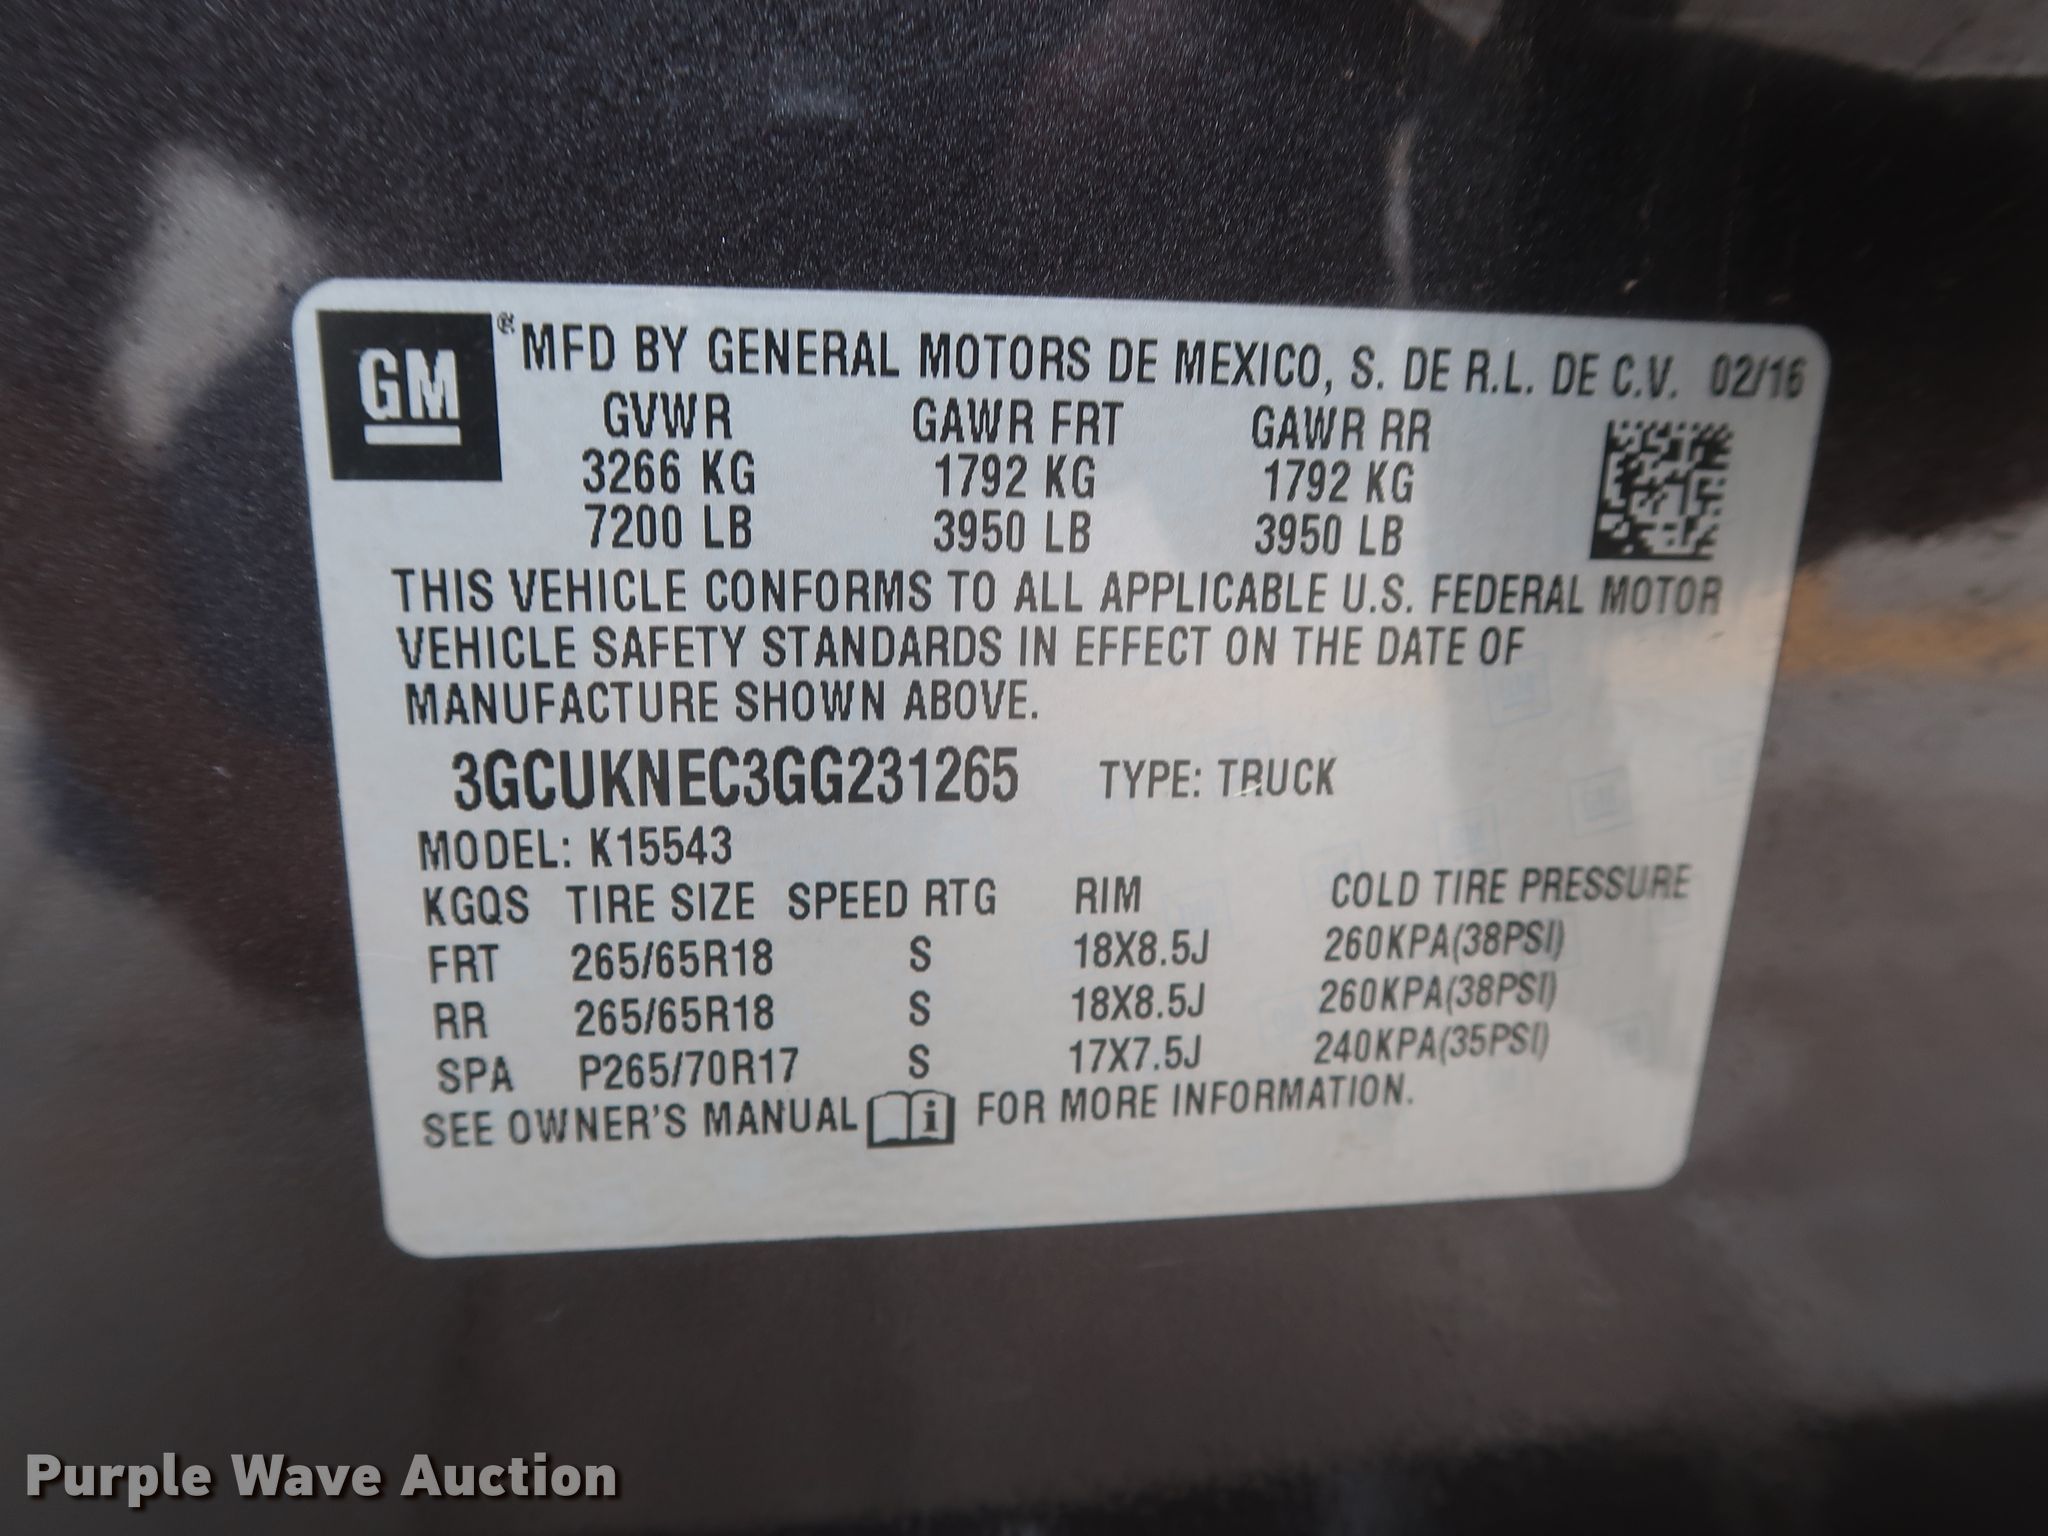 GM ® MFD BY GENERAL MOTORS DE MEXICO, S. DE R.L. DE C.V. 02/16
GVWR GAWR FRT GAWR RR
3266 KG 1792 KG 1792 KG
7200 LB 3950 LB 3950 LB
THIS VEHICLE CONFORMS TO ALL APPLICABLE U.S. FEDERAL MOTOR
VEHICLE SAFETY STANDARDS IN EFFECT ON THE DATE OF
MANUFACTURE SHOWN ABOVE.
3GCUKNEC3GG231265 TYPE: TRUCK
MODEL: K15543
KGQS TIRE SIZE SPEED RTG RIM COLD TIRE PRESSURE
FRT 265/65R18 S 18X8.5J 260KPA(38PSI)
RR 265/65R18 S 18X8.5J 260KPA(38PSI)
SPA P265/70R17 S 17X7.5J 240KPA(35PSI)
SEE OWNER'S MANUAL i FOR MORE INFORMATION.
Purple Wave Auction